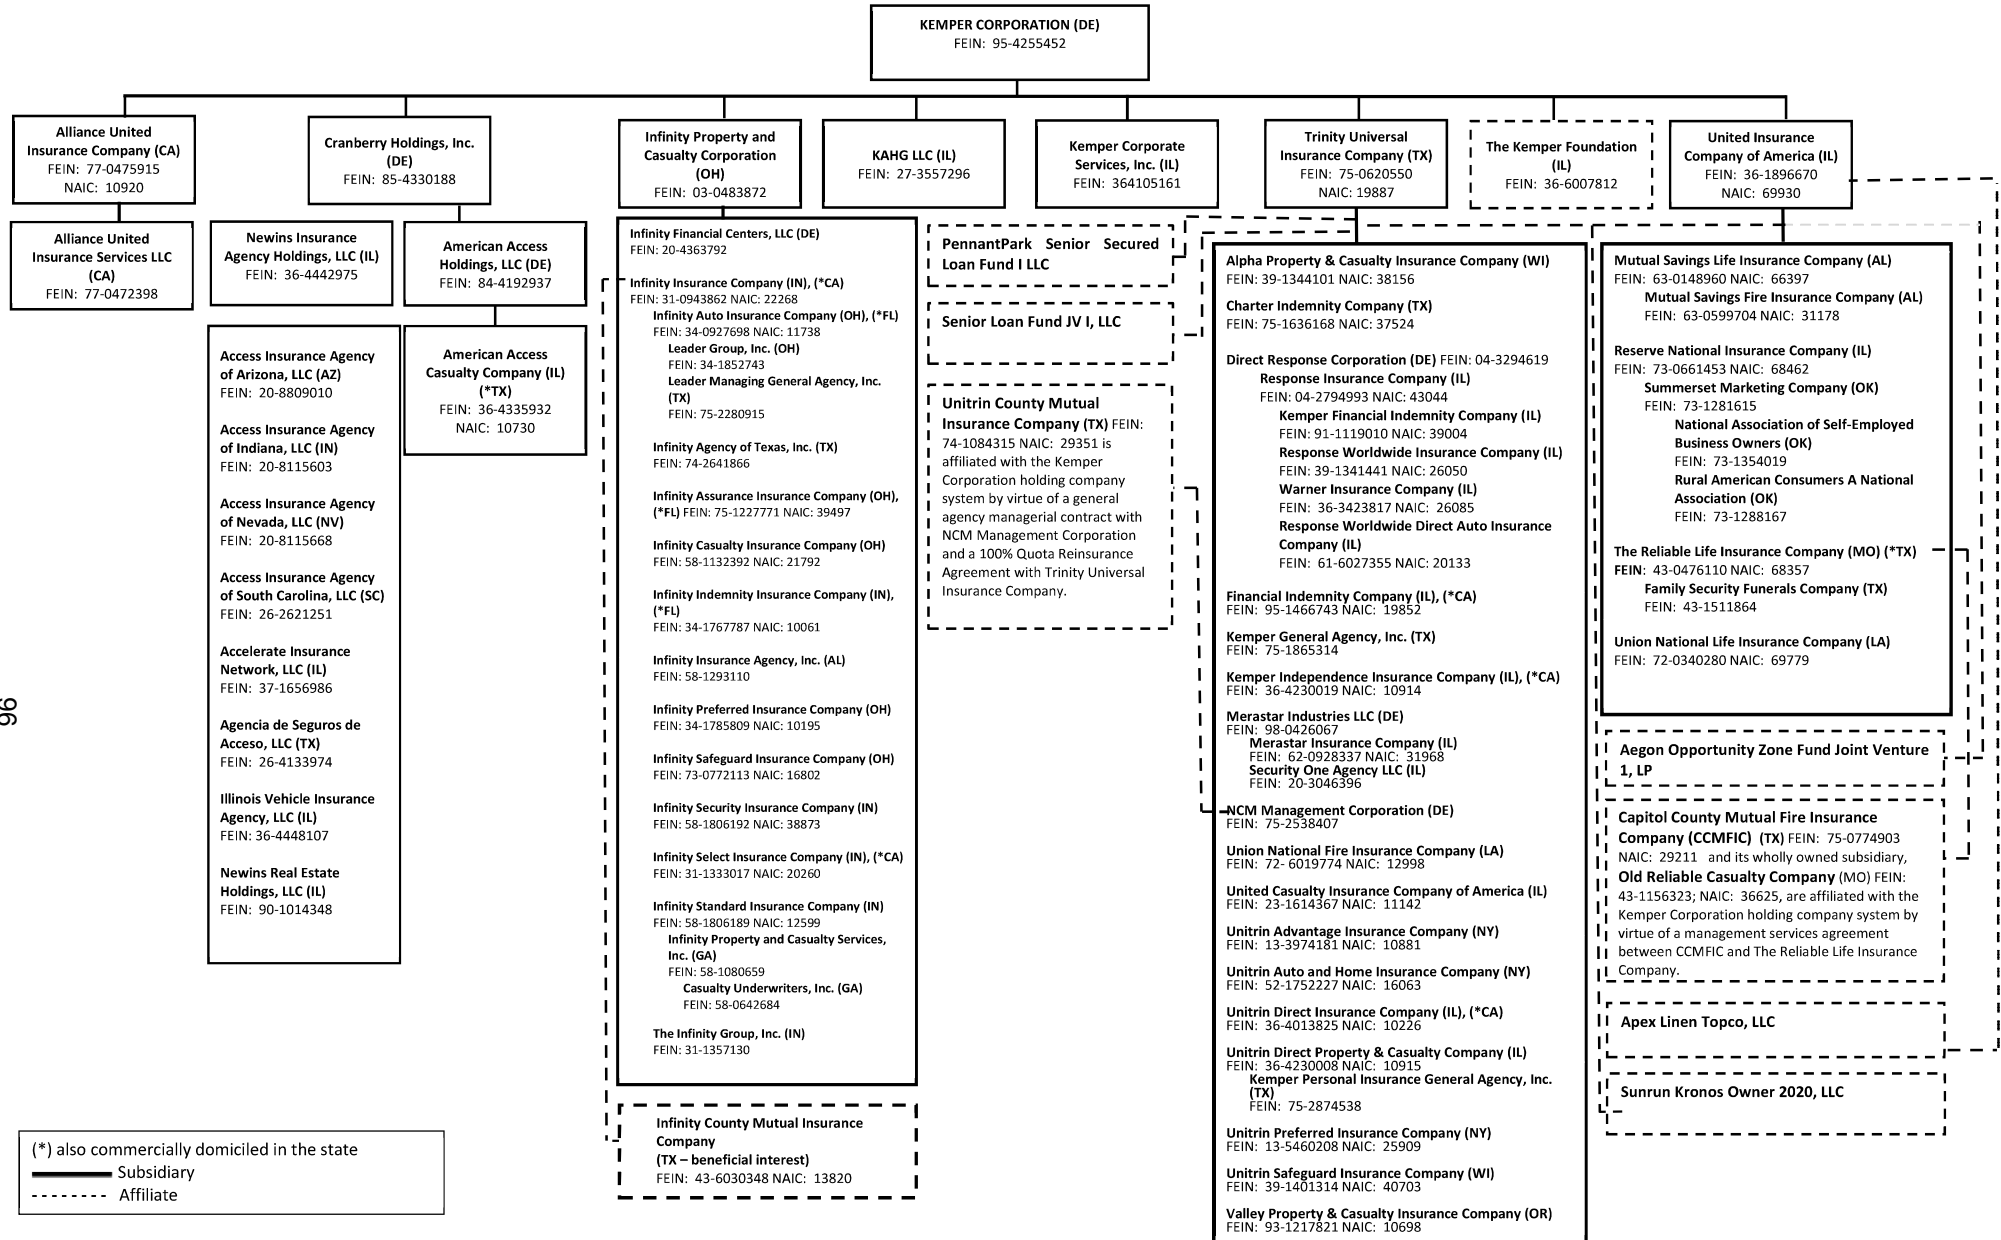 KEMPER CORPORATION (DE)
FEIN: 95-4255452
Alliance United
Insurance Company (CA)
FEIN: 77-0475915
NAIC: 10920
Cranberry Holdings, Inc.
(DE)
FEIN: 85-4330188
Infinity Property and
Casualty Corporation
(OH)
FEIN: 03-0483872
KAHG LLC (IL)
FEIN: 27-3557296
Kemper Corporate
Services, Inc. (IL)
FEIN: 364105161
Trinity Universal
Insurance Company (TX)
FEIN: 75-0620550
NAIC: 19887
The Kemper Foundation
(IL)
FEIN: 36-6007812
United Insurance
Company of America (IL)
FEIN: 36-1896670
NAIC: 69930
Alliance United
Insurance Services LLC
(CA)
FEIN: 77-0472398
Newins Insurance
Agency Holdings, LLC (IL)
FEIN: 36-4442975
American Access
Holdings, LLC (DE)
FEIN: 84-4192937
Access Insurance Agency
of Arizona, LLC (AZ)
FEIN: 20-8809010
Access Insurance Agency
of Indiana, LLC (IN)
FEIN: 20-8115603
Access Insurance Agency
of Nevada, LLC (NV)
FEIN: 20-8115668
Access Insurance Agency
of South Carolina, LLC (SC)
FEIN: 26-2621251
Accelerate Insurance
Network, LLC (IL)
FEIN: 37-1656986
Agencia de Seguros de
Acceso, LLC (TX)
FEIN: 26-4133974
Illinois Vehicle Insurance
Agency, LLC (IL)
FEIN: 36-4448107
Newins Real Estate
Holdings, LLC (IL)
FEIN: 90-1014348
American Access
Casualty Company (IL)
(*TX)
FEIN: 36-4335932
NAIC: 10730
Infinity Financial Centers, LLC (DE)
FEIN: 20-4363792
Infinity Insurance Company (IN), (*CA)
FEIN: 31-0943862 NAIC: 22268
Infinity Auto Insurance Company (OH), (*FL)
FEIN: 34-0927698 NAIC: 11738
Leader Group, Inc. (OH)
FEIN: 34-1852743
Leader Managing General Agency, Inc.
(TX)
FEIN: 75-2280915
Infinity Agency of Texas, Inc. (TX)
FEIN: 74-2641866
Infinity Assurance Insurance Company (OH),
(*FL) FEIN: 75-1227771 NAIC: 39497
Infinity Casualty Insurance Company (OH)
FEIN: 58-1132392 NAIC: 21792
Infinity Indemnity Insurance Company (IN),
(*FL)
FEIN: 34-1767787 NAIC: 10061
Infinity Insurance Agency, Inc. (AL)
FEIN: 58-1293110
Infinity Preferred Insurance Company (OH)
FEIN: 34-1785809 NAIC: 10195
Infinity Safeguard Insurance Company (OH)
FEIN: 73-0772113 NAIC: 16802
Infinity Security Insurance Company (IN)
FEIN: 58-1806192 NAIC: 38873
Infinity Select Insurance Company (IN), (*CA)
FEIN: 31-1333017 NAIC: 20260
Infinity Standard Insurance Company (IN)
FEIN: 58-1806189 NAIC: 12599
Infinity Property and Casualty Services,
Inc. (GA)
FEIN: 58-1080659
Casualty Underwriters, Inc. (GA)
FEIN: 58-0642684
The Infinity Group, Inc. (IN)
FEIN: 31-1357130
Infinity County Mutual Insurance
Company
(TX – beneficial interest)
FEIN: 43-6030348 NAIC: 13820
PennantPark Senior Secured
Loan Fund I LLC
Senior Loan Fund JV I, LLC
Unitrin County Mutual
Insurance Company (TX) FEIN:
74-1084315 NAIC: 29351 is
affiliated with the Kemper
Corporation holding company
system by virtue of a general
agency managerial contract with
NCM Management Corporation
and a 100% Quota Reinsurance
Agreement with Trinity Universal
Insurance Company.
Alpha Property & Casualty Insurance Company (WI)
FEIN: 39-1344101 NAIC: 38156
Charter Indemnity Company (TX)
FEIN: 75-1636168 NAIC: 37524
Direct Response Corporation (DE) FEIN: 04-3294619
Response Insurance Company (IL)
FEIN: 04-2794993 NAIC: 43044
Kemper Financial Indemnity Company (IL)
FEIN: 91-1119010 NAIC: 39004
Response Worldwide Insurance Company (IL)
FEIN: 39-1341441 NAIC: 26050
Warner Insurance Company (IL)
FEIN: 36-3423817 NAIC: 26085
Response Worldwide Direct Auto Insurance
Company (IL)
FEIN: 61-6027355 NAIC: 20133
Financial Indemnity Company (IL), (*CA)
FEIN: 95-1466743 NAIC: 19852
Kemper General Agency, Inc. (TX)
FEIN: 75-1865314
Kemper Independence Insurance Company (IL), (*CA)
FEIN: 36-4230019 NAIC: 10914
Merastar Industries LLC (DE)
FEIN: 98-0426067
Merastar Insurance Company (IL)
FEIN: 62-0928337 NAIC: 31968
Security One Agency LLC (IL)
FEIN: 20-3046396
NCM Management Corporation (DE)
FEIN: 75-2538407
Union National Fire Insurance Company (LA)
FEIN: 72- 6019774 NAIC: 12998
United Casualty Insurance Company of America (IL)
FEIN: 23-1614367 NAIC: 11142
Unitrin Advantage Insurance Company (NY)
FEIN: 13-3974181 NAIC: 10881
Unitrin Auto and Home Insurance Company (NY)
FEIN: 52-1752227 NAIC: 16063
Unitrin Direct Insurance Company (IL), (*CA)
FEIN: 36-4013825 NAIC: 10226
Unitrin Direct Property & Casualty Company (IL)
FEIN: 36-4230008 NAIC: 10915
Kemper Personal Insurance General Agency, Inc.
(TX)
FEIN: 75-2874538
Unitrin Preferred Insurance Company (NY)
FEIN: 13-5460208 NAIC: 25909
Unitrin Safeguard Insurance Company (WI)
FEIN: 39-1401314 NAIC: 40703
Valley Property & Casualty Insurance Company (OR)
FEIN: 93-1217821 NAIC: 10698
Mutual Savings Life Insurance Company (AL)
FEIN: 63-0148960 NAIC: 66397
Mutual Savings Fire Insurance Company (AL)
FEIN: 63-0599704 NAIC: 31178
Reserve National Insurance Company (IL)
FEIN: 73-0661453 NAIC: 68462
Summerset Marketing Company (OK)
FEIN: 73-1281615
National Association of Self-Employed
Business Owners (OK)
FEIN: 73-1354019
Rural American Consumers A National
Association (OK)
FEIN: 73-1288167
The Reliable Life Insurance Company (MO) (*TX)
FEIN: 43-0476110 NAIC: 68357
Family Security Funerals Company (TX)
FEIN: 43-1511864
Union National Life Insurance Company (LA)
FEIN: 72-0340280 NAIC: 69779
Aegon Opportunity Zone Fund Joint Venture
1, LP
Capitol County Mutual Fire Insurance
Company (CCMFIC) (TX) FEIN: 75-0774903
NAIC: 29211 and its wholly owned subsidiary,
Old Reliable Casualty Company (MO) FEIN:
43-1156323; NAIC: 36625, are affiliated with the
Kemper Corporation holding company system by
virtue of a management services agreement
between CCMFIC and The Reliable Life Insurance
Company.
Apex Linen Topco, LLC
Sunrun Kronos Owner 2020, LLC
96
(*) also commercially domiciled in the state
Subsidiary
Affiliate